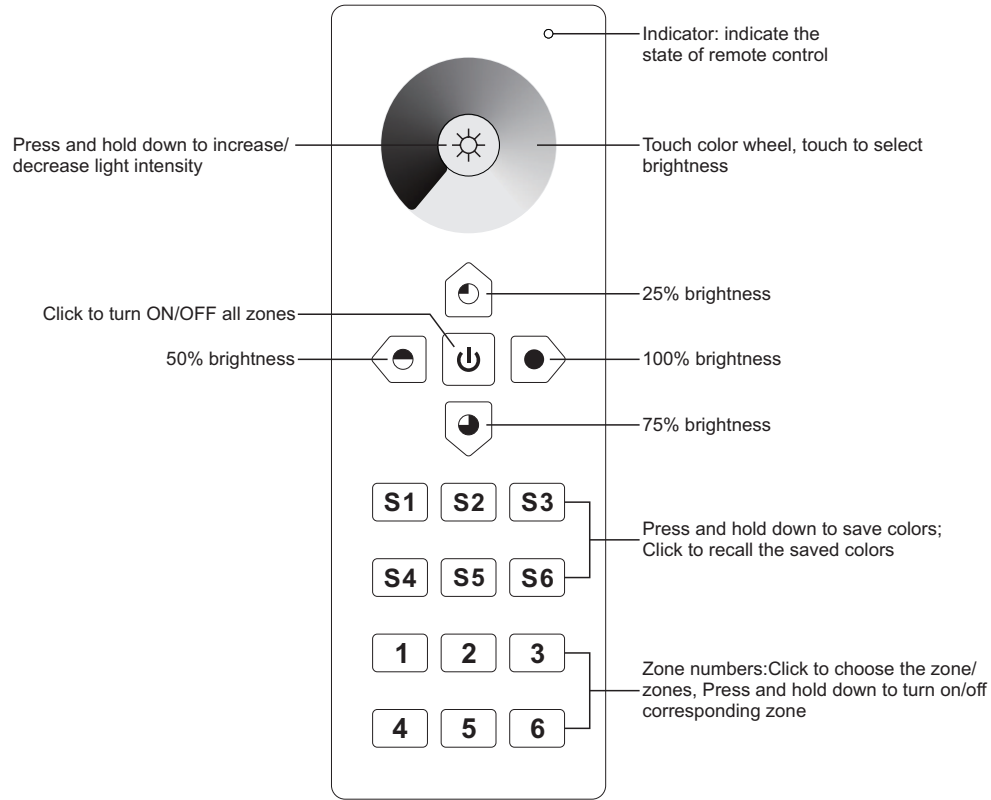 Indicator: indicate the
state of remote control
Press and hold down to increase/
decrease light intensity
Touch color wheel, touch to select
brightness
25% brightness
Click to turn ON/OFF all zones
50% brightness
100% brightness
75% brightness
S1 S2 S3
Press and hold down to save colors;
Click to recall the saved colors
S4 S5 S6
1 2 3
Zone numbers:Click to choose the zone/
zones, Press and hold down to turn on/off
corresponding zone
4 5 6